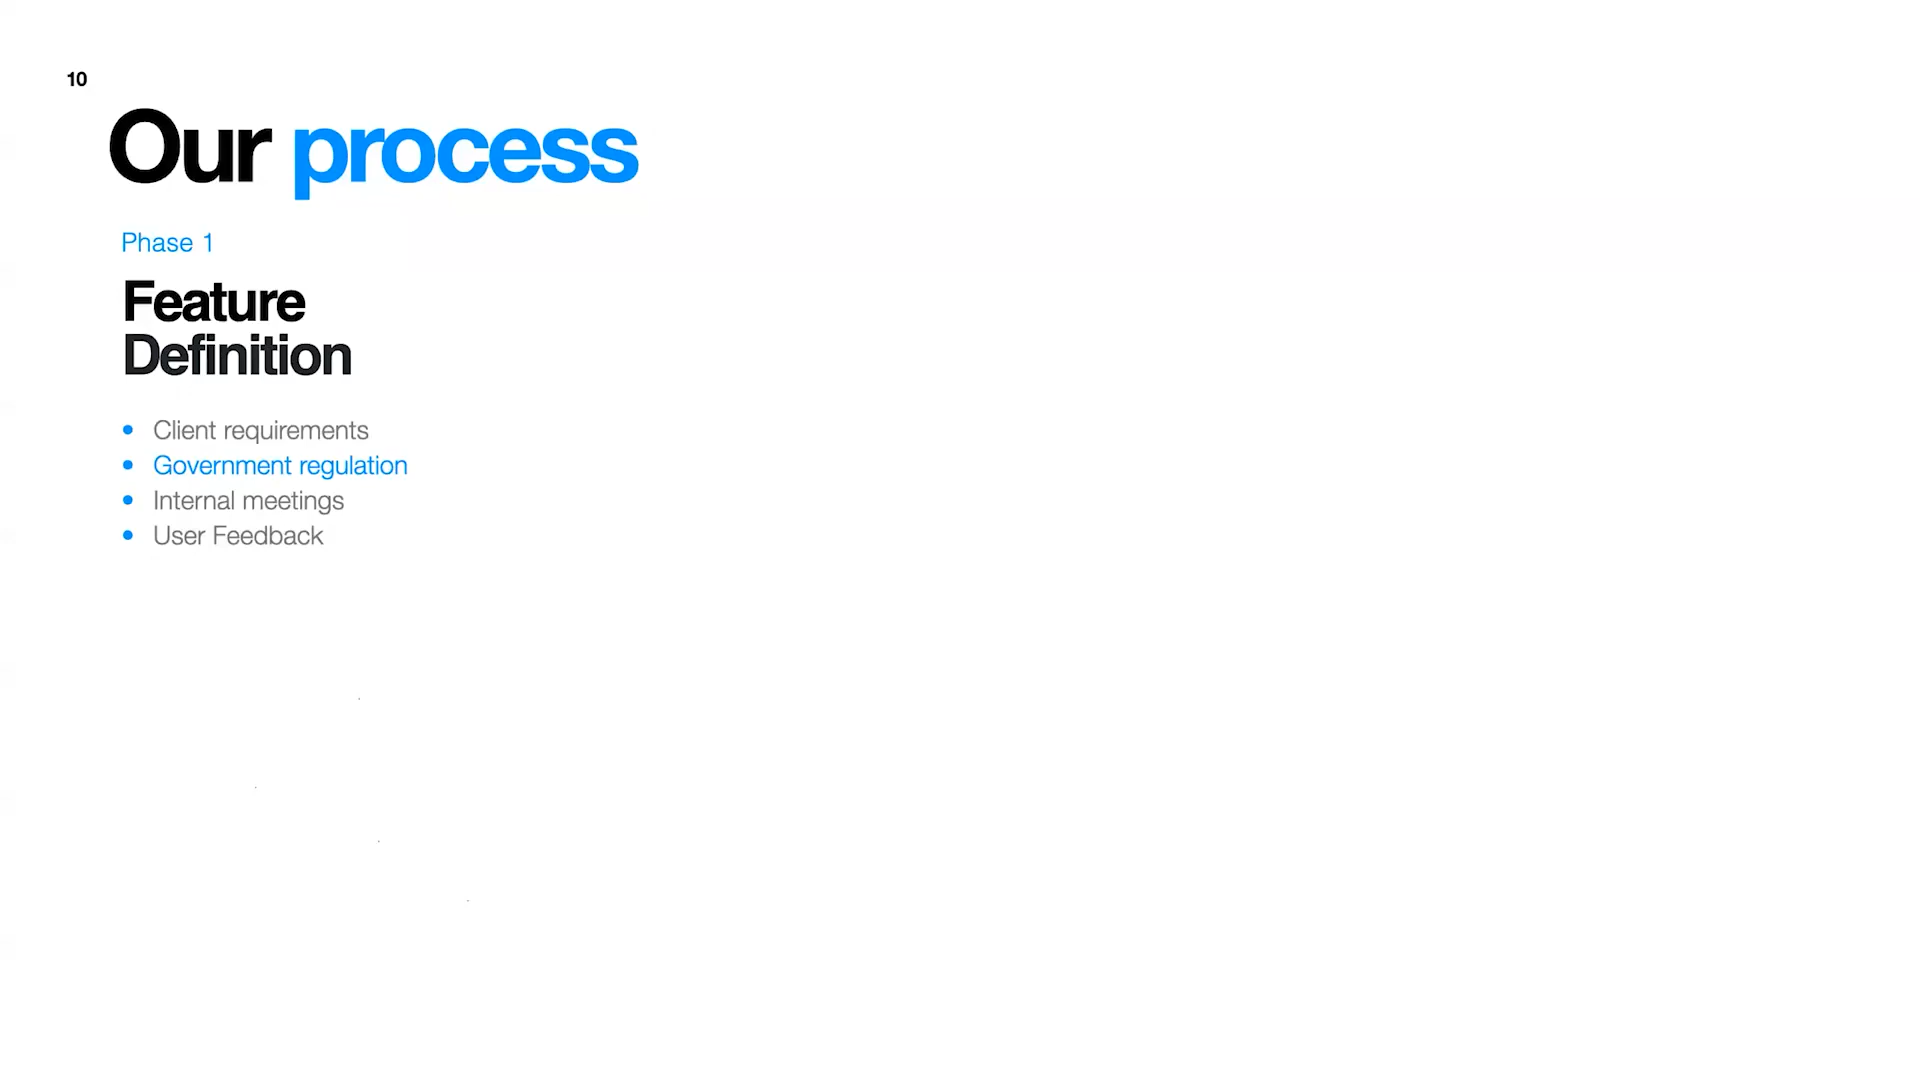 10
Our process
Phase 1
Feature
Definition
• Client requirements
• Government regulation
• Internal meetings
• User Feedback